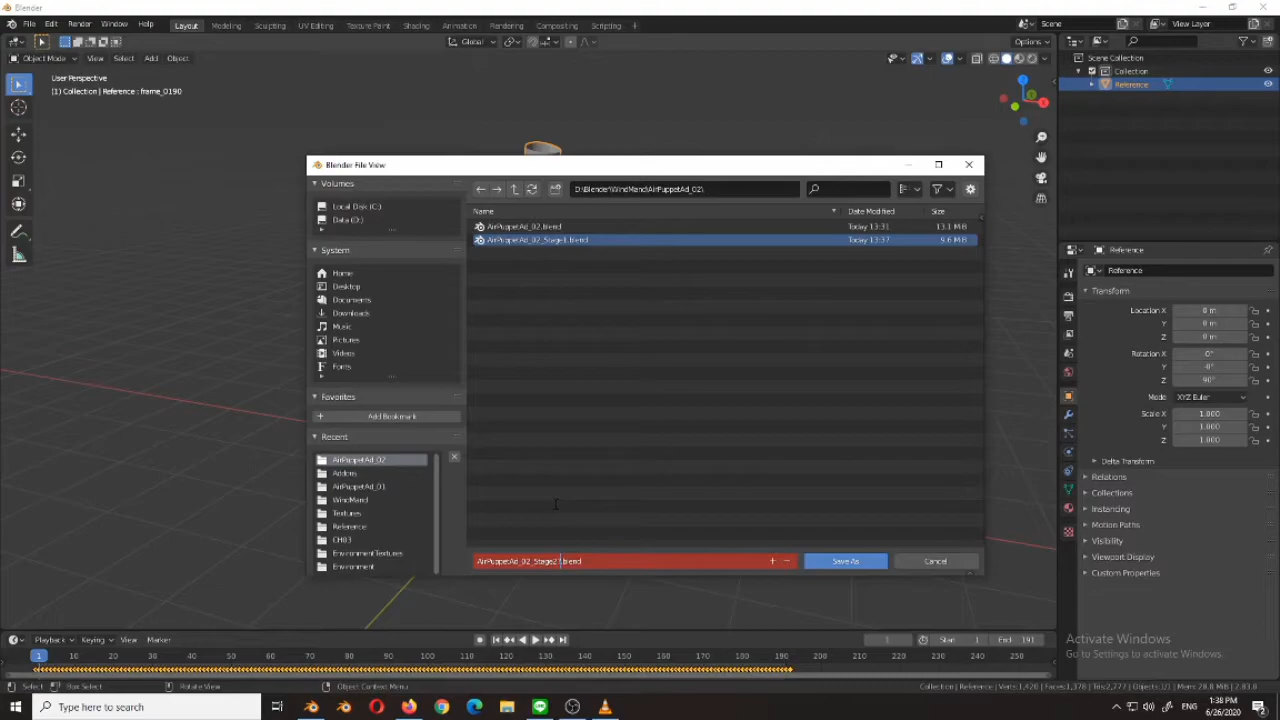 Blender
File Edit Render Window Help Layout Modeling Sculpting UV Editing Texture Paint Shading Animation Rendering Compositing Scripting + Scene View Layer
Global Options
Object Mode View Select Add Object
User Perspective
(1) Collection | Reference : frame_0190
Scene Collection
Collection
Reference
Blender File View
Volumes
Local Disk (C:)
Data (D:)
System
Home
Desktop
Documents
Downloads
Music
Pictures
Videos
Fonts
Favorites
Add Bookmark
Recent
AirPuppetAd_02
Addons
AirPuppetAd_01
WindMand
Textures
Reference
CH03
EnvironmentTextures
Environment
D:\Blender\WindMand\AirPuppetAd_02\
Name Date Modified Size
AirPuppetAd_02.blend Today 13:31 13.1 MiB
AirPuppetAd_02_Stage1.blend Today 13:37 9.6 MiB
AirPuppetAd_02_Stage21.blend + − Save As Cancel
Reference
Reference
Transform
Location X 0 m
Y 0 m
Z 0 m
Rotation X 0°
Y -0°
Z 90°
Mode XYZ Euler
Scale X 1.000
Y 1.000
Z 1.000
Delta Transform
Relations
Collections
Instancing
Motion Paths
Visibility
Viewport Display
Custom Properties
Activate Windows
Go to Settings to activate Windows.
Playback Keying View Marker 1 Start 1 End 191
1 10 20 30 40 50 60 70 80 90 100 110 120 130 140 150 160 170 180 190 200 210 220 230 240 250
Select Box Select Rotate View Object Context Menu Collection | Reference | Verts:1,420 | Faces:1,378 | Tris:2,777 | Objects:1/1 | Mem: 20.8 MiB | 2.83.0
Type here to search ENG 1:38 PM
6/26/2020